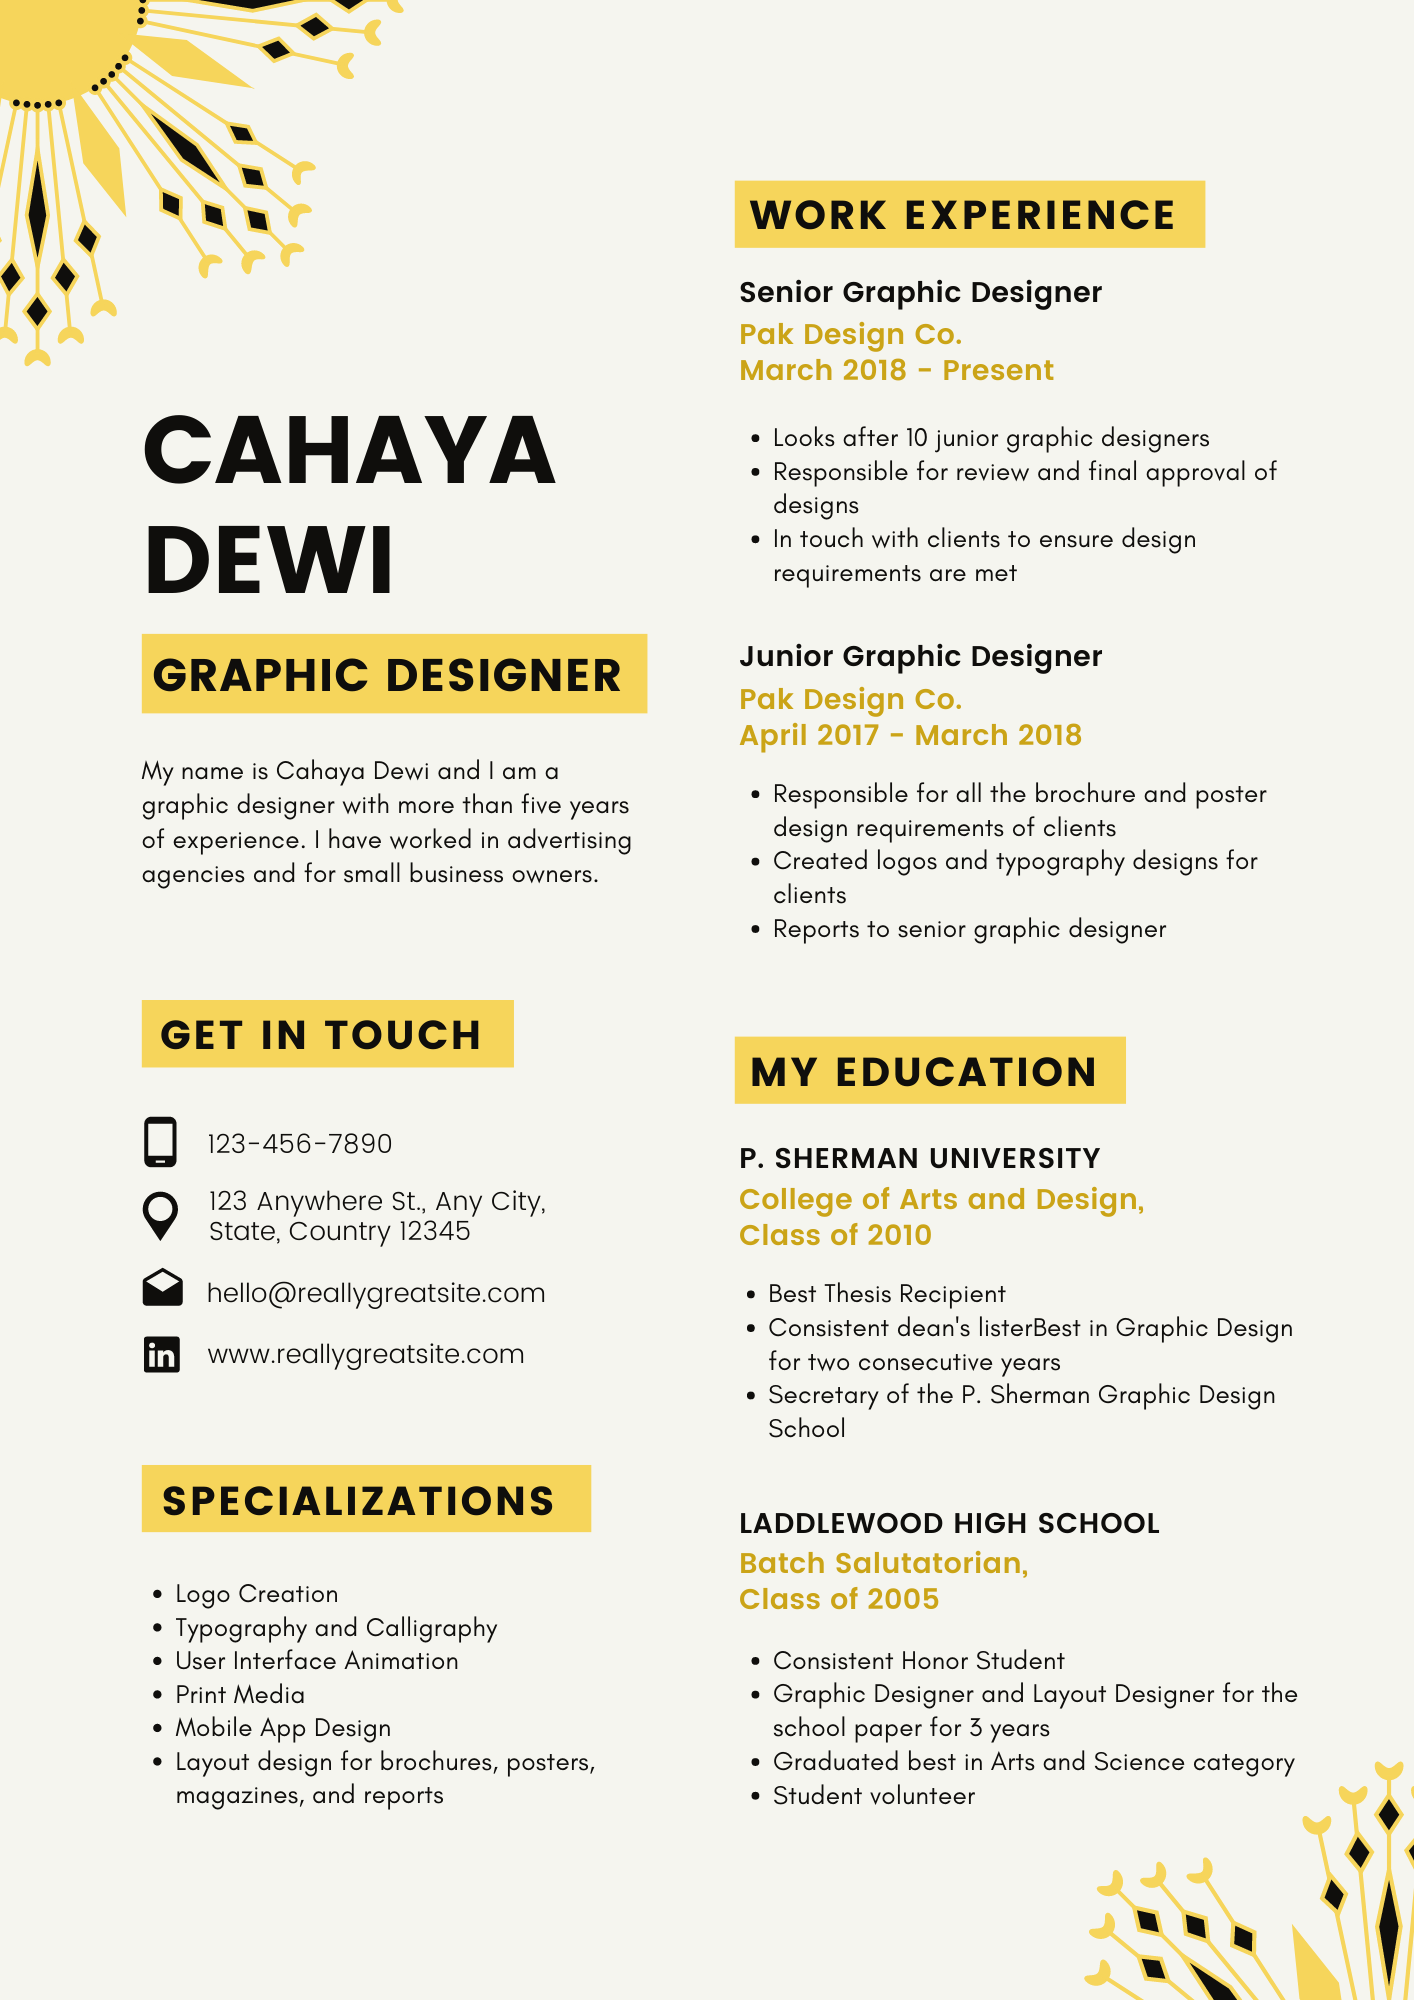 CAHAYA
DEWI
GRAPHIC DESIGNER
My name is Cahaya Dewi and I am a
graphic designer with more than five years
of experience. I have worked in advertising
agencies and for small business owners.
GET IN TOUCH
123-456-7890
123 Anywhere St., Any City,
State, Country 12345
hello@reallygreatsite.com
in
www.reallygreatsite.com
SPECIALIZATIONS
• Logo Creation
• Typography and Calligraphy
• User Interface Animation
• Print Media
• Mobile App Design
• Layout design for brochures, posters,
magazines, and reports
WORK EXPERIENCE
Senior Graphic Designer
Pak Design Co.
March 2018 - Present
• Looks after 10 junior graphic designers
• Responsible for review and final approval of
designs
• In touch with clients to ensure design
requirements are met
Junior Graphic Designer
Pak Design Co.
April 2017 - March 2018
• Responsible for all the brochure and poster
design requirements of clients
• Created logos and typography designs for
clients
• Reports to senior graphic designer
MY EDUCATION
P. SHERMAN UNIVERSITY
College of Arts and Design,
Class of 2010
• Best Thesis Recipient
• Consistent dean's listerBest in Graphic Design
for two consecutive years
• Secretary of the P. Sherman Graphic Design
School
LADDLEWOOD HIGH SCHOOL
Batch Salutatorian,
Class of 2005
• Consistent Honor Student
• Graphic Designer and Layout Designer for the
school paper for 3 years
• Graduated best in Arts and Science category
• Student volunteer